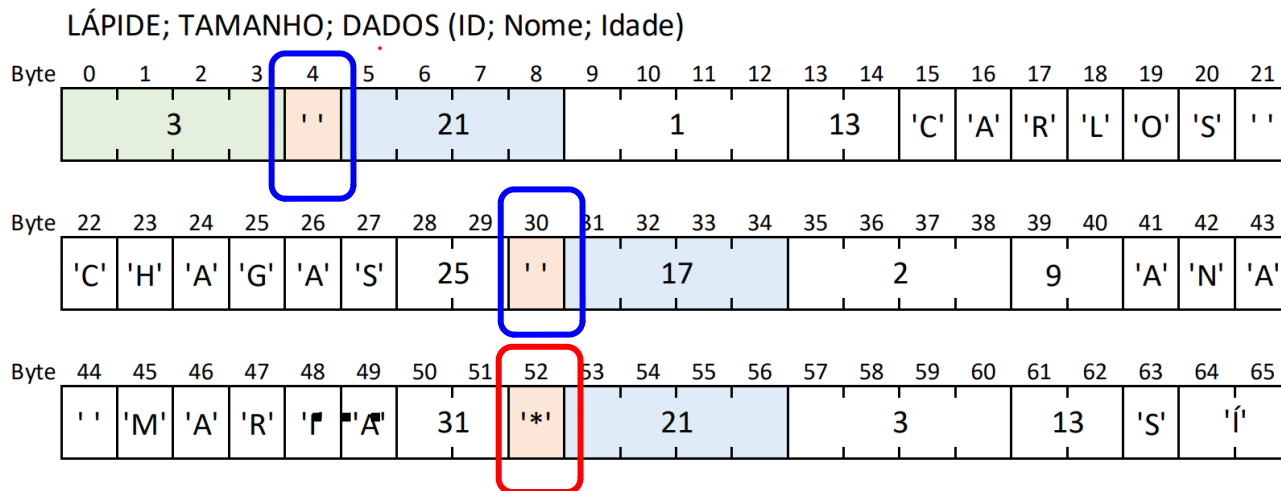 LÁPIDE; TAMANHO; DADOS (ID; Nome; Idade)
Byte 0 1 2 3 4 5 6 7 8 9 10 11 12 13 14 15 16 17 18 19 20 21
3 ' ' 21 1 13 'C' 'A' 'R' 'L' 'O' 'S' ' '
Byte 22 23 24 25 26 27 28 29 30 31 32 33 34 35 36 37 38 39 40 41 42 43
'C' 'H' 'A' 'G' 'A' 'S' 25 ' ' 17 2 9 'A' 'N' 'A'
Byte 44 45 46 47 48 49 50 51 52 53 54 55 56 57 58 59 60 61 62 63 64 65
' ' 'M' 'A' 'R' 'I' 'A' 31 '*' 21 3 13 'S' 'Í'